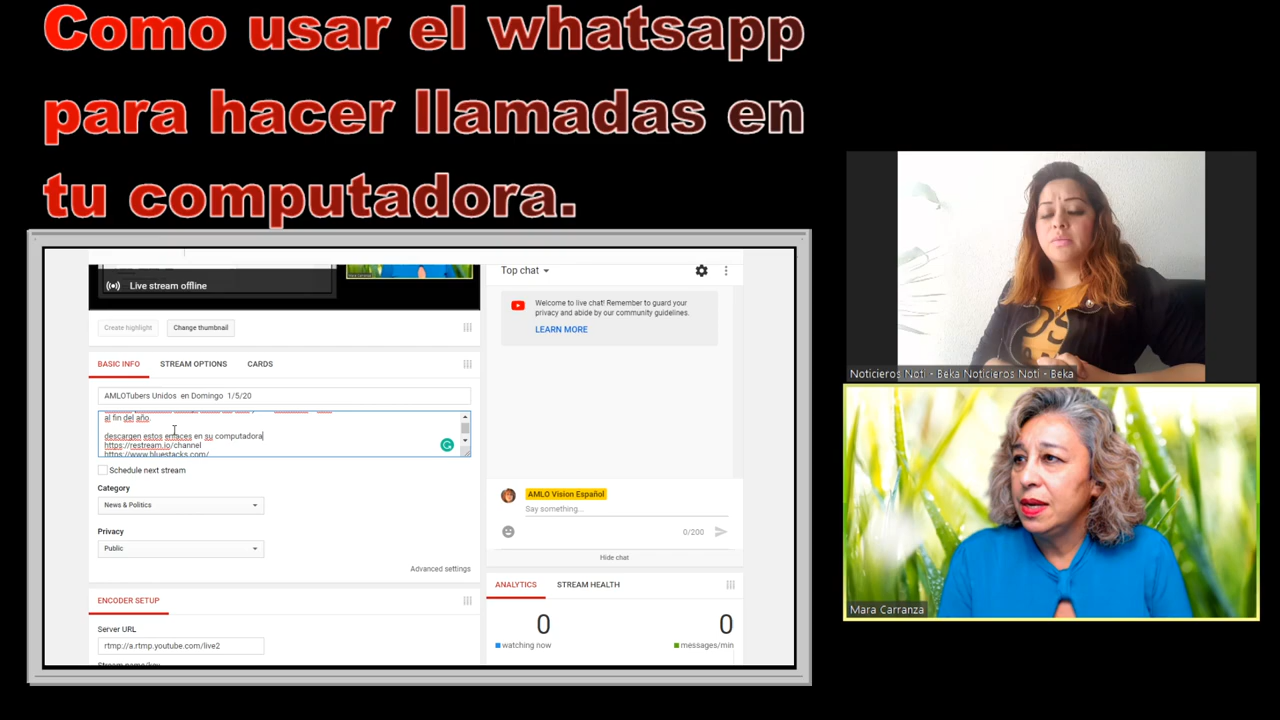 Como usar el whatsapp
para hacer llamadas en
tu computadora.
Live stream offline
Create highlight
Change thumbnail
BASIC INFO
STREAM OPTIONS
CARDS
AMLOTubers Unidos en Domingo 1/5/20
al fin del año.
descargen estos enlaces en su computadora
https://restream.io/channel
https://www.bluestacks.com/
Schedule next stream
Category
News & Politics
Privacy
Public
Advanced settings
ENCODER SETUP
Server URL
rtmp://a.rtmp.youtube.com/live2
Stream name/key
Top chat
Welcome to live chat! Remember to guard your
privacy and abide by our community guidelines.
LEARN MORE
AMLO Vision Español
Say something...
0/200
Hide chat
ANALYTICS
STREAM HEALTH
0
0
watching now
messages/min
Noticieros Noti - Beka Noticieros Noti - Beka
Mara Carranza